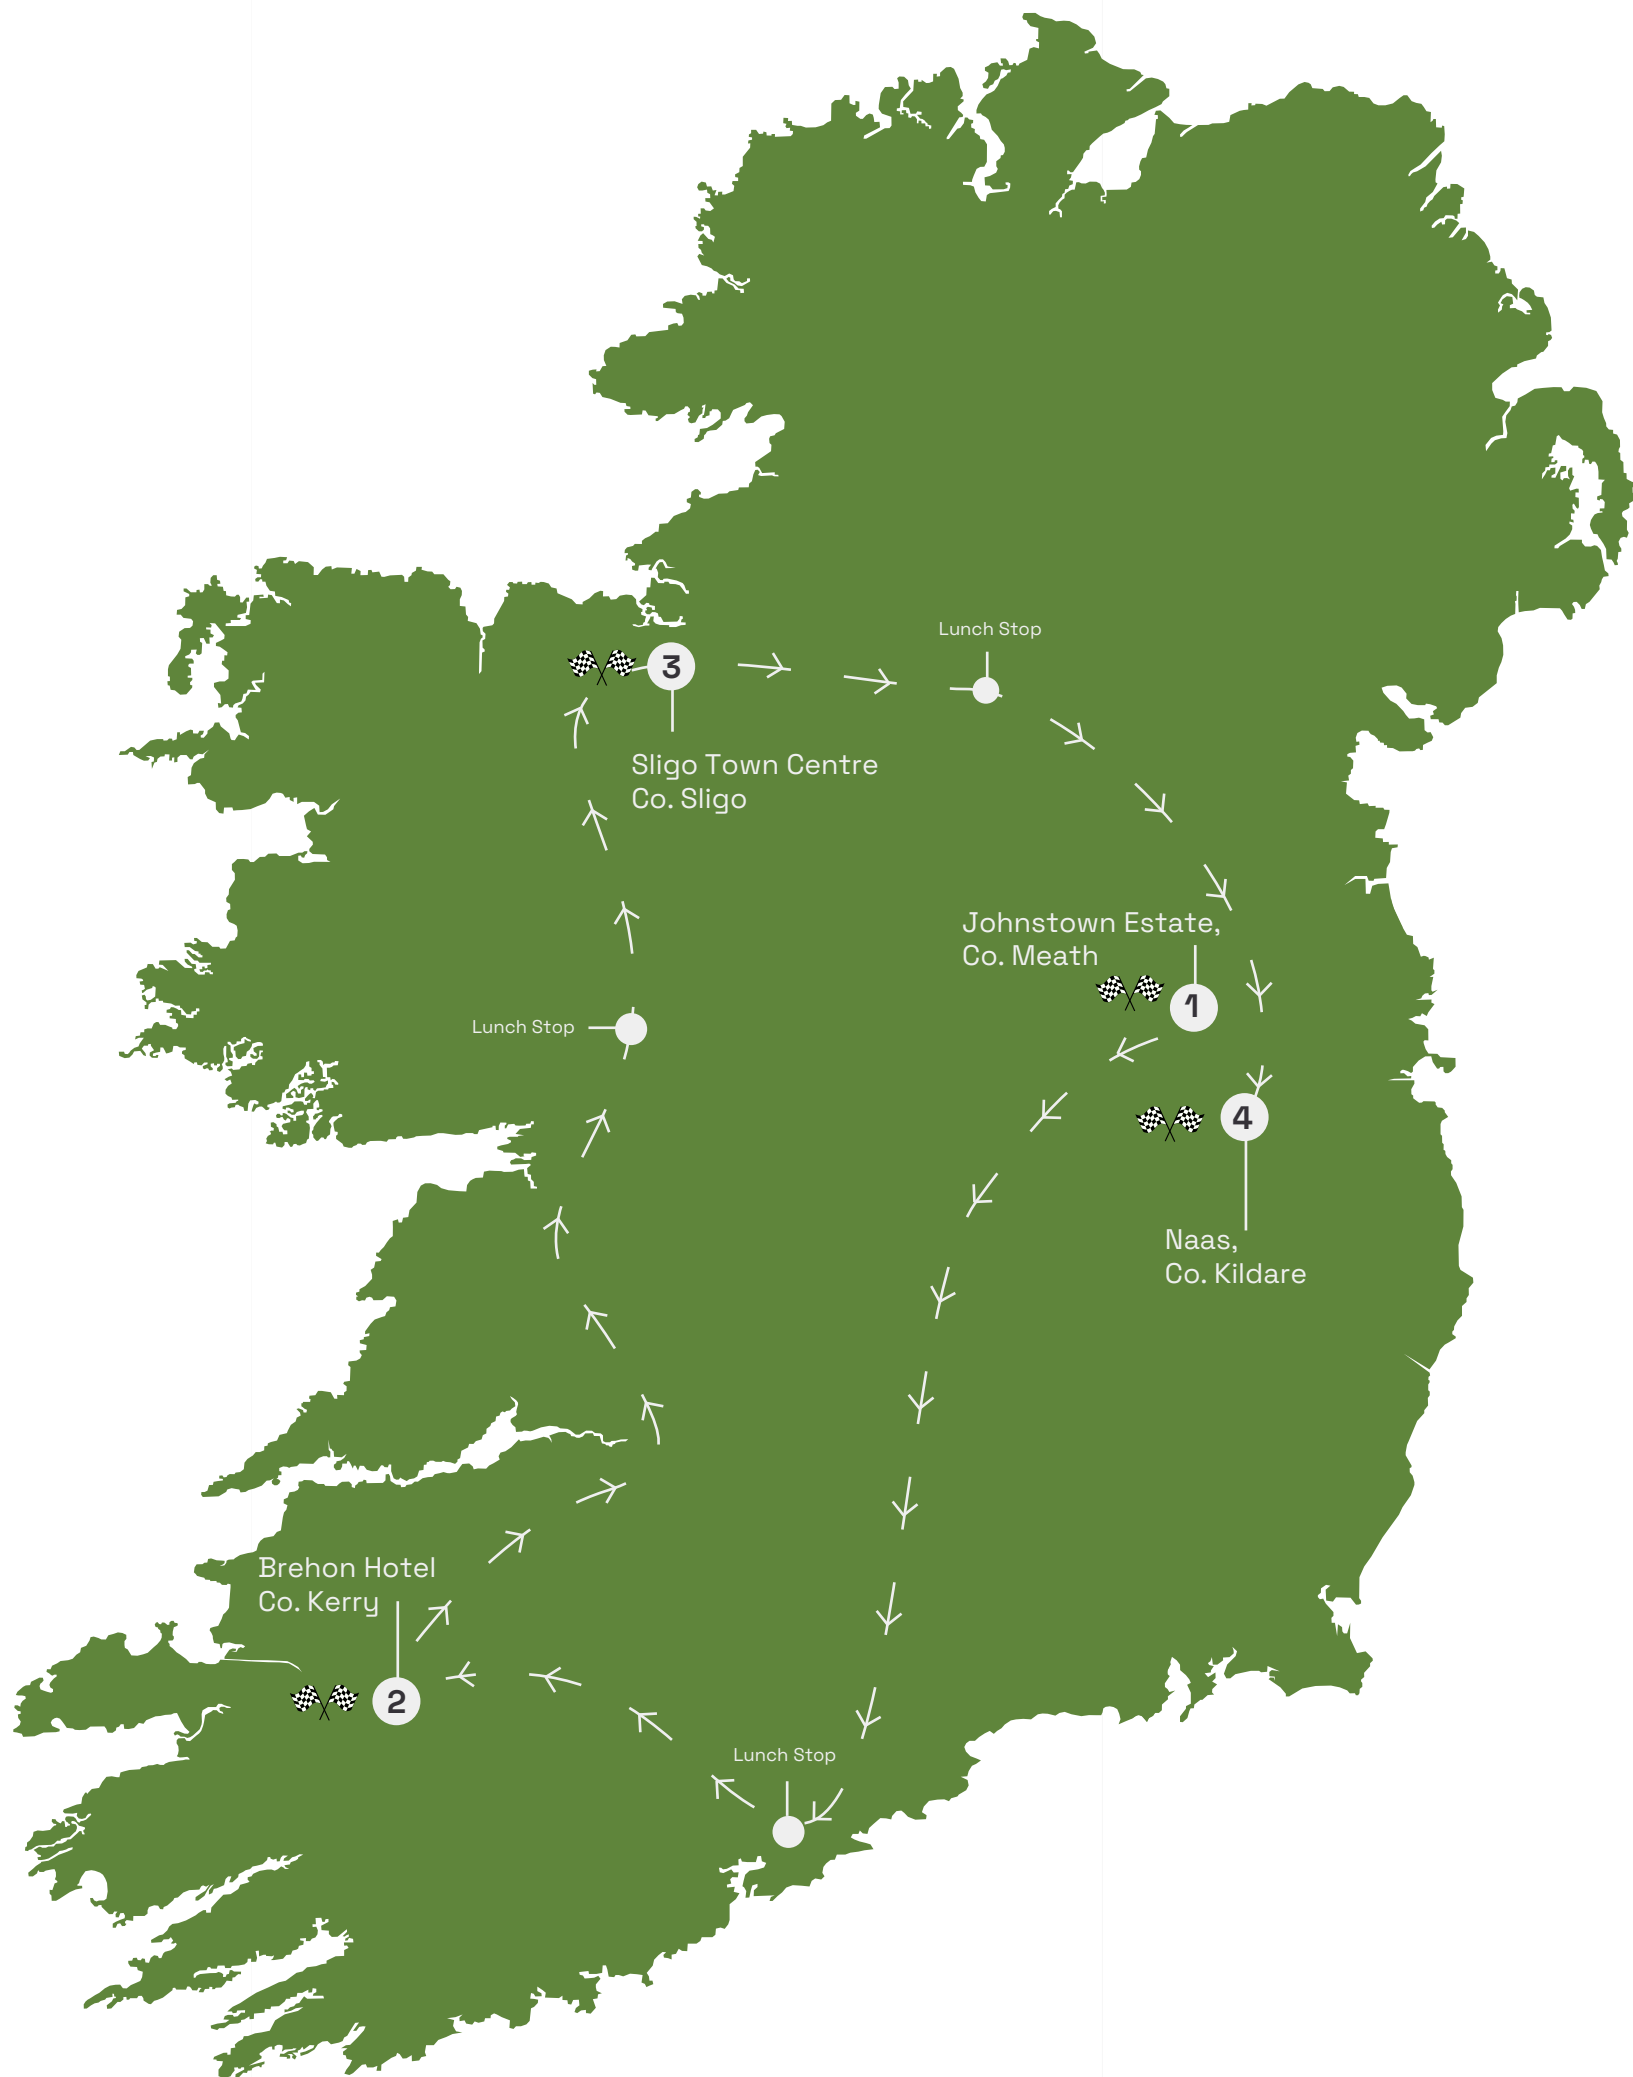 Lunch Stop
3
Sligo Town Centre
Co. Sligo
Johnstown Estate,
Co. Meath
1
Lunch Stop
4
Naas,
Co. Kildare
Brehon Hotel
Co. Kerry
2
Lunch Stop